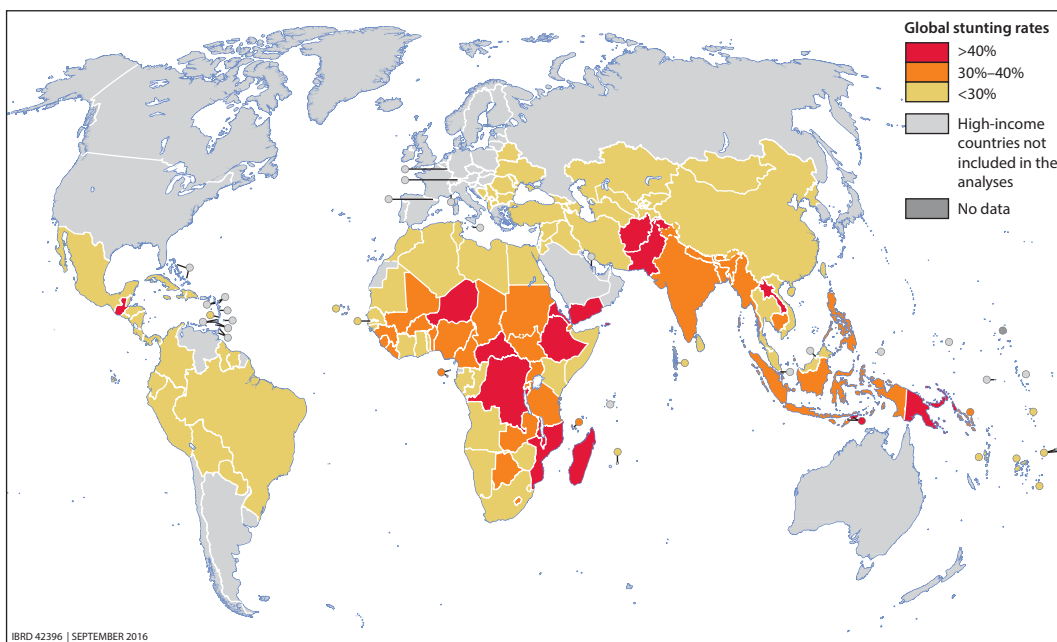 Global stunting rates
>40%
30%–40%
<30%
High-income
countries not
included in the
analyses
No data
IBRD 42396 | SEPTEMBER 2016